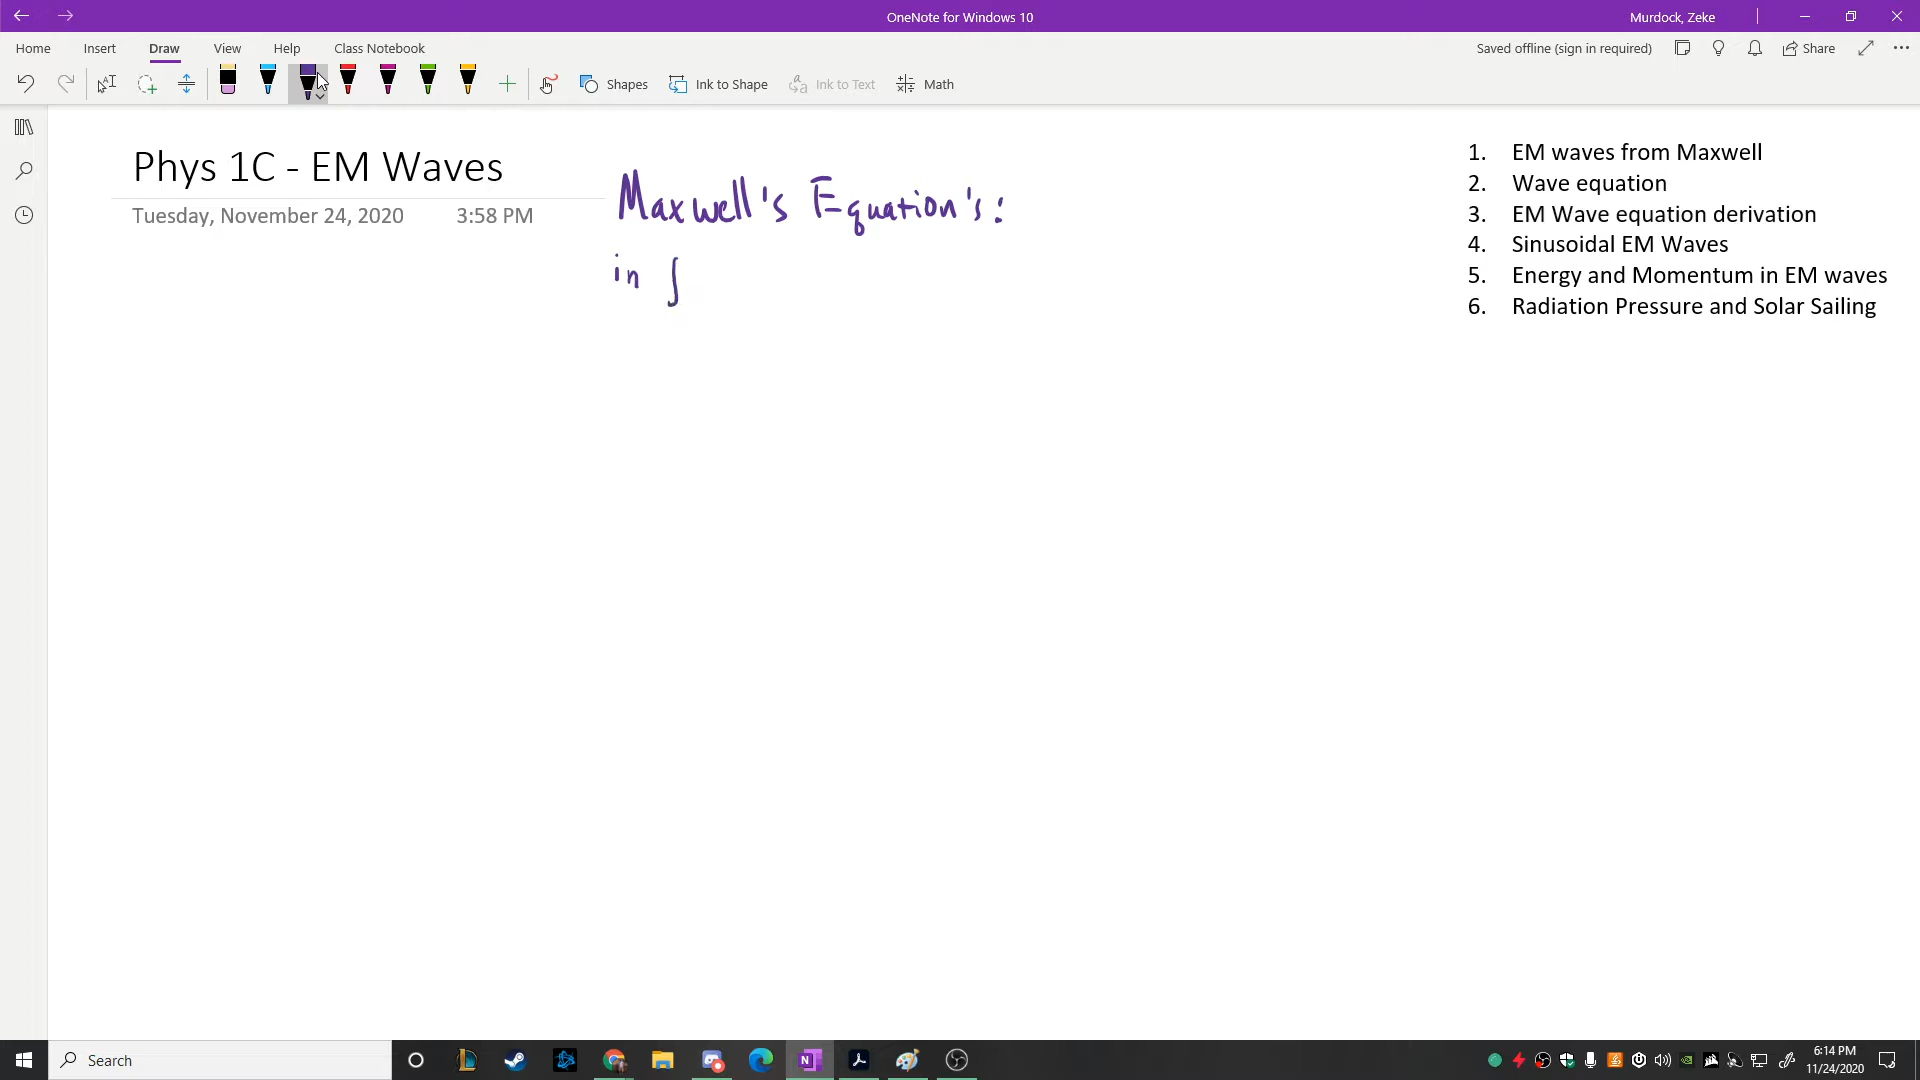 OneNote for Windows 10
Murdock, Zeke
Home Insert Draw View Help Class Notebook
Saved offline (sign in required) Share
Shapes Ink to Shape Ink to Text Math
Phys 1C - EM Waves
Tuesday, November 24, 2020 3:58 PM
Maxwell's Equation's:
in ∫
1. EM waves from Maxwell
2. Wave equation
3. EM Wave equation derivation
4. Sinusoidal EM Waves
5. Energy and Momentum in EM waves
6. Radiation Pressure and Solar Sailing
Search
6:14 PM
11/24/2020